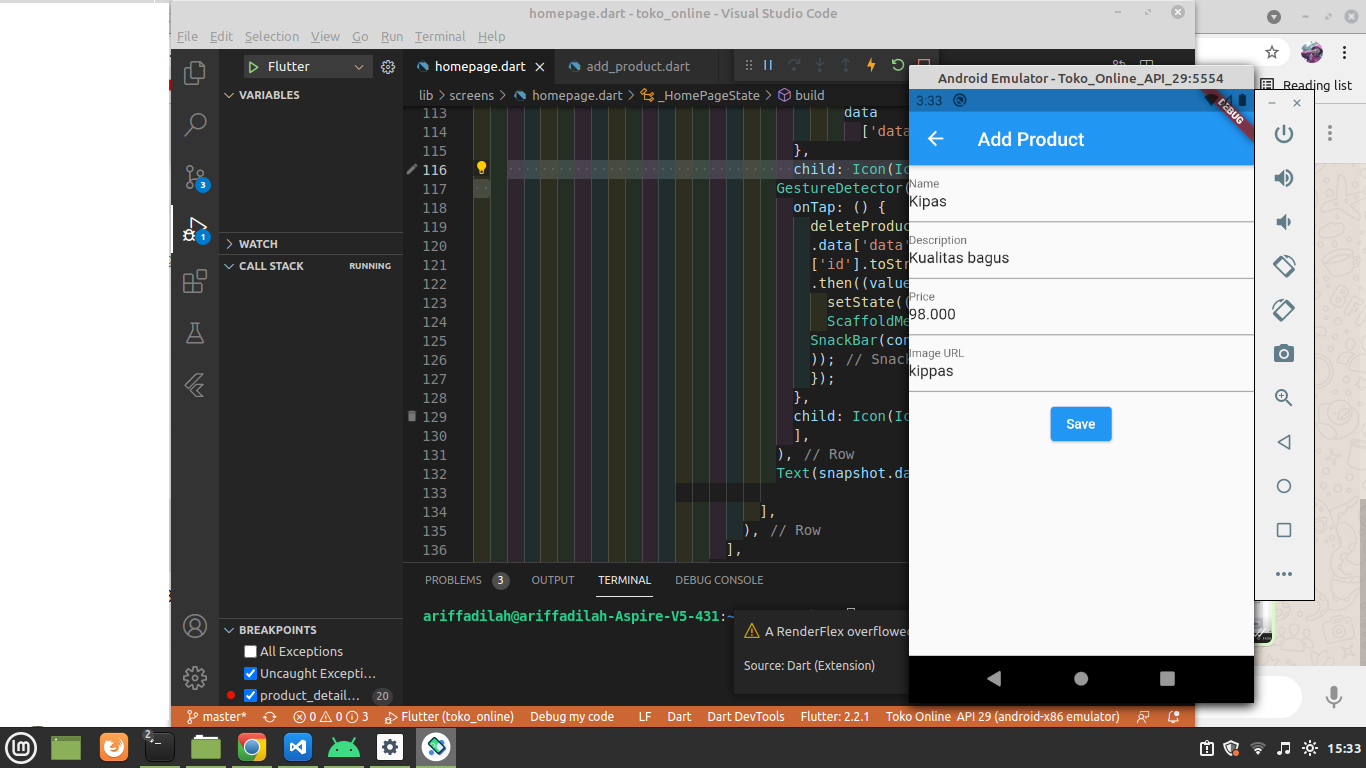 homepage.dart - toko_online - Visual Studio Code
File Edit Selection View Go Run Terminal Help
Flutter
homepage.dart
add_product.dart
Reading list
VARIABLES
lib > screens > homepage.dart > _HomePageState > build
113 data
114 ['data
115 },
116 child: Icon(Ic
117 GestureDetector(
118 onTap: () {
119 deleteProduc
120 .data['data'
121 ['id'].toStr
122 .then((value
123 setState((
124 ScaffoldMe
125 SnackBar(con
126 )); // Snack
127 });
128 },
129 child: Icon(Ic
130 ],
131 ), // Row
132 Text(snapshot.da
133
134 ],
135 ), // Row
136 ],
3
1
WATCH
CALL STACK RUNNING
BREAKPOINTS
All Exceptions
Uncaught Excepti...
product_detail... 20
PROBLEMS 3 OUTPUT TERMINAL DEBUG CONSOLE
ariffadilah@ariffadilah-Aspire-V5-431:~
A RenderFlex overflowe
Source: Dart (Extension)
Android Emulator - Toko_Online_API_29:5554
3:33
DEBUG
Add Product
Name
Kipas
Description
Kualitas bagus
Price
98.000
Image URL
kippas
Save
master* 0 0 3 Flutter (toko_online) Debug my code LF Dart Dart DevTools Flutter: 2.2.1 Toko Online API 29 (android-x86 emulator)
2
15:33